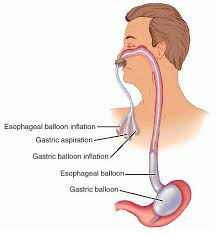 Esophageal balloon inflation
Gastric aspiration
Gastric balloon inflation
Esophageal balloon
Gastric balloon